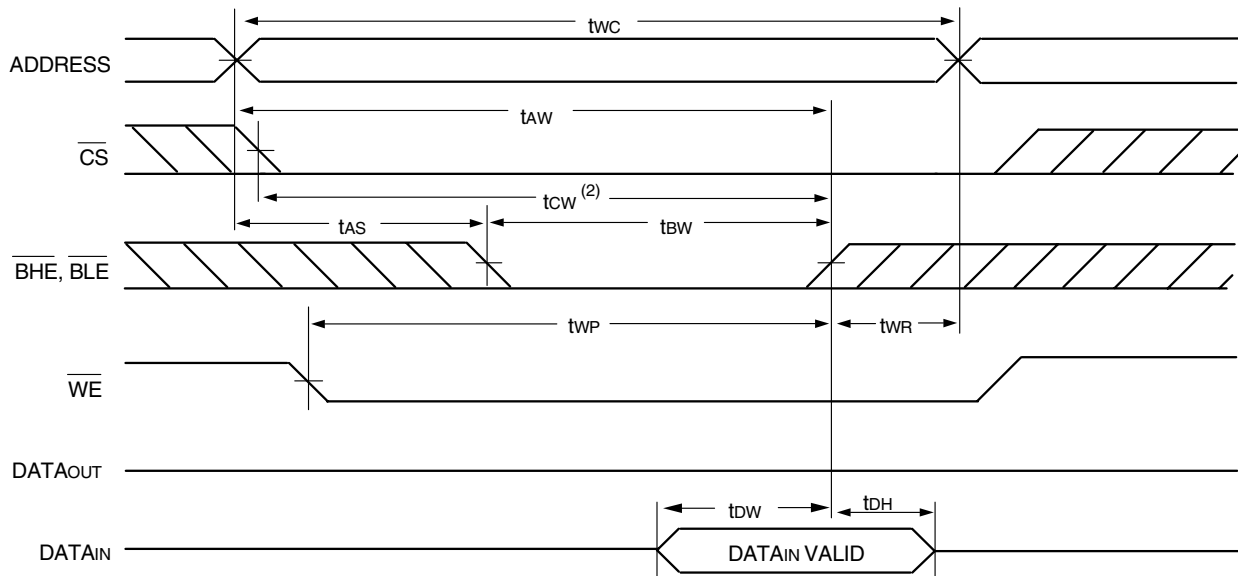 tWC
ADDRESS
tAW
CS
tCW (2)
tAS
tBW
BHE, BLE
tWP
tWR
WE
DATAOUT
tDW
tDH
DATAIN
DATAIN VALID